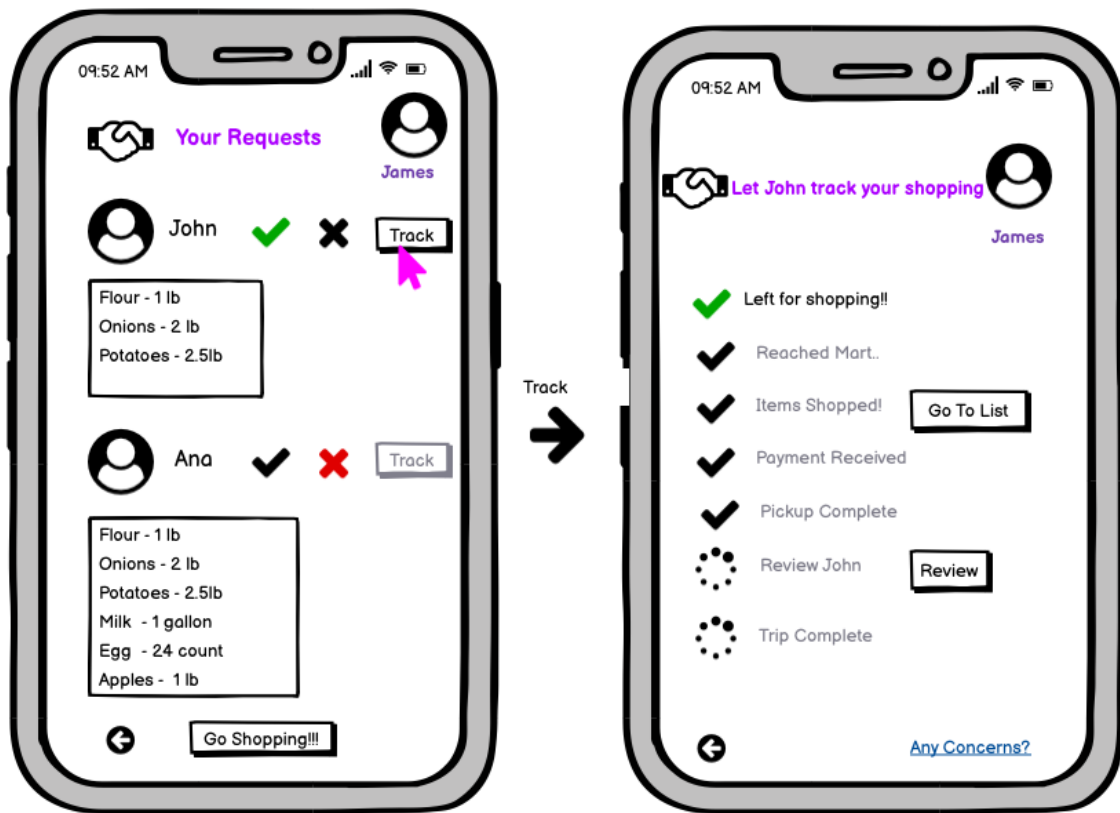 09:52 AM
Your Requests
James
John
Track
Flour - 1 lb
Onions - 2 lb
Potatoes - 2.5lb
Ana
Track
Flour - 1 lb
Onions - 2 lb
Potatoes - 2.5lb
Milk - 1 gallon
Egg - 24 count
Apples - 1 lb
Go Shopping!!!
Track
09:52 AM
Let John track your shopping
James
Left for shopping!!
Reached Mart..
Items Shopped!
Go To List
Payment Received
Pickup Complete
Review John
Review
Trip Complete
Any Concerns?